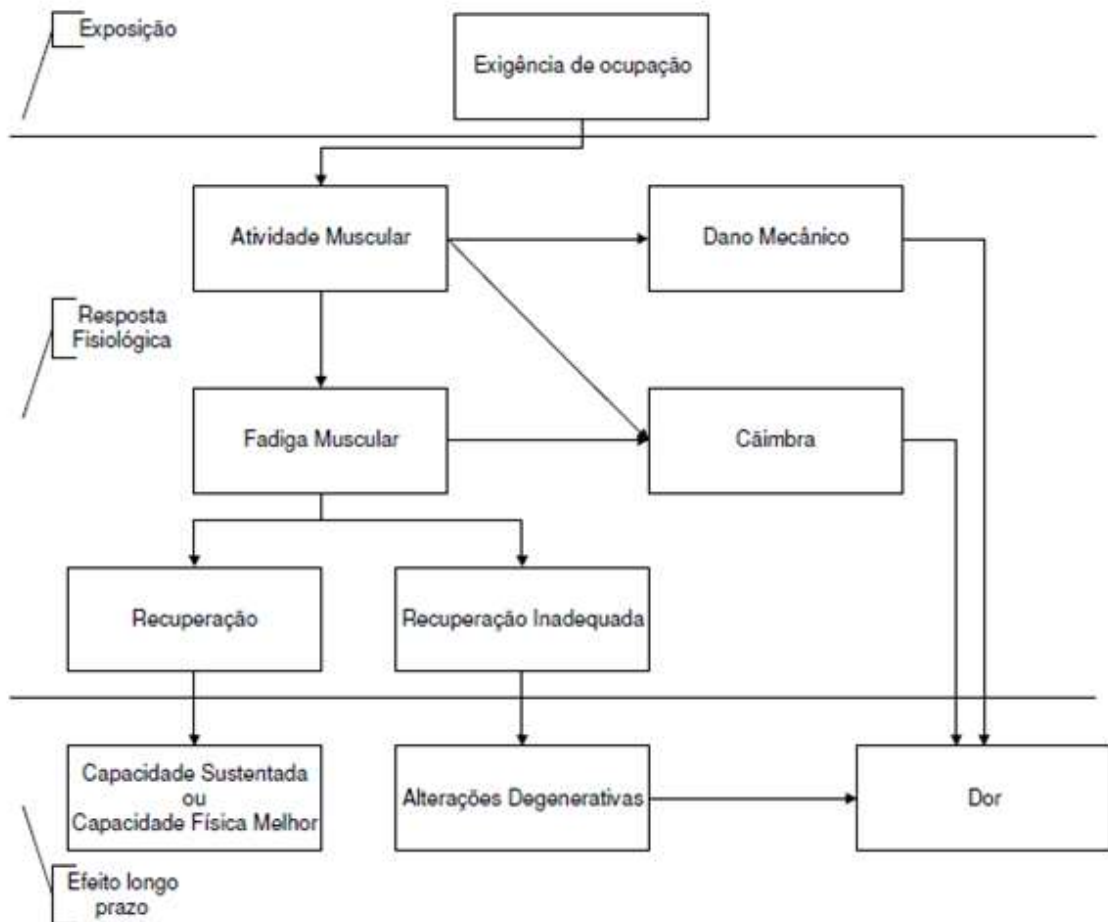 Exposição
Exigência de ocupação
Atividade Muscular
Dano Mecânico
Resposta
Fisiológica
Fadiga Muscular
Cãimbra
Recuperação
Recuperação Inadequada
Capacidade Sustentada
ou
Capacidade Física Melhor
Alterações Degenerativas
Dor
Efeito longo
prazo